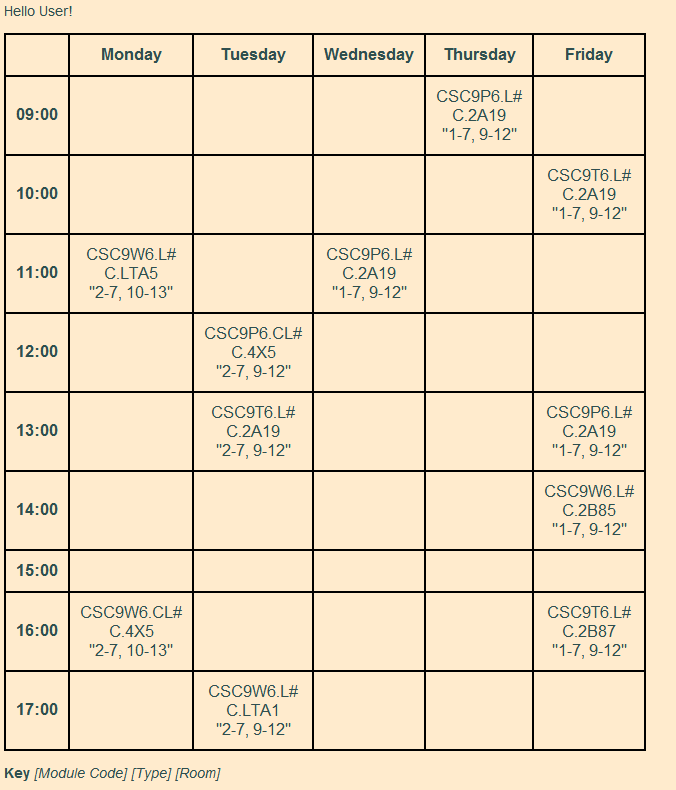 Hello User!
Monday Tuesday Wednesday Thursday Friday
09:00
CSC9P6.L#
C.2A19
"1-7, 9-12"
10:00
CSC9T6.L#
C.2A19
"1-7, 9-12"
11:00
CSC9W6.L#
C.LTA5
"2-7, 10-13"
CSC9P6.L#
C.2A19
"1-7, 9-12"
12:00
CSC9P6.CL#
C.4X5
"2-7, 9-12"
13:00
CSC9T6.L#
C.2A19
"2-7, 9-12"
CSC9P6.L#
C.2A19
"1-7, 9-12"
14:00
CSC9W6.L#
C.2B85
"1-7, 9-12"
15:00
16:00
CSC9W6.CL#
C.4X5
"2-7, 10-13"
CSC9T6.L#
C.2B87
"1-7, 9-12"
17:00
CSC9W6.L#
C.LTA1
"2-7, 9-12"
Key [Module Code] [Type] [Room]